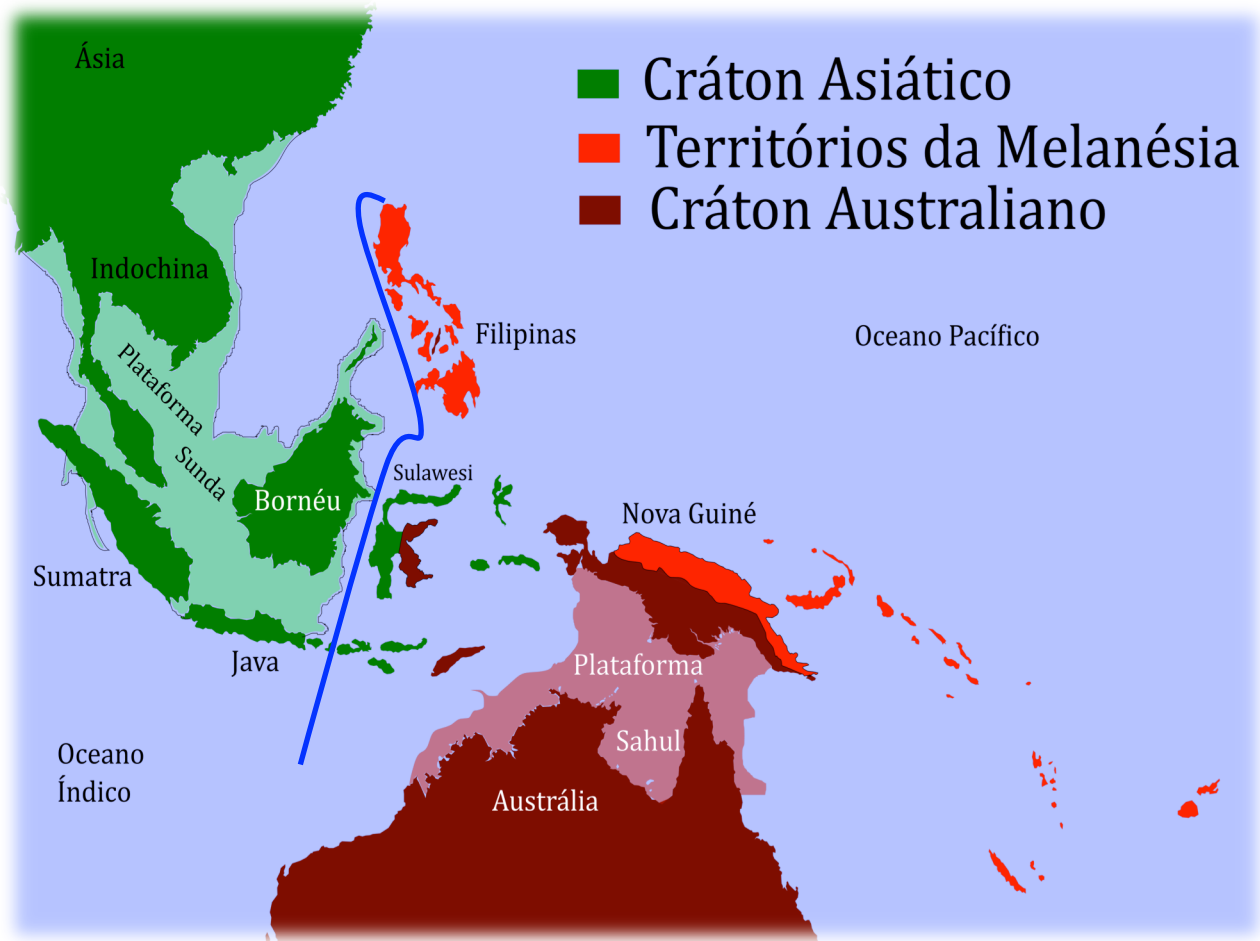 Ásia
Cráton Asiático
Territórios da Melanésia
Cráton Australiano
Indochina
Filipinas
Oceano Pacífico
Plataforma
Sunda
Sulawesi
Bornéu
Nova Guiné
Sumatra
Java
Plataforma
Sahul
Oceano
Índico
Austrália